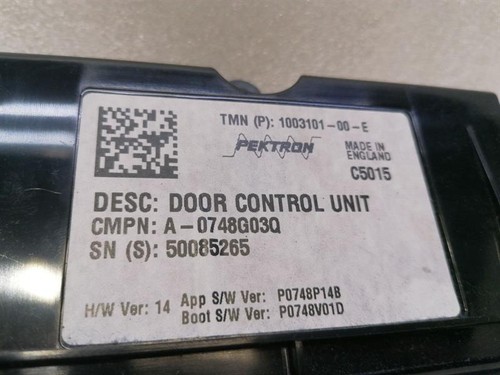 TMN (P): 1003101-00-E
PEKTRON
MADE IN
ENGLAND
C5015
DESC: DOOR CONTROL UNIT
CMPN: A-0748G03Q
SN (S): 50085265
H/W Ver: 14 App S/W Ver: P0748P14B
Boot S/W Ver: P0748V01D